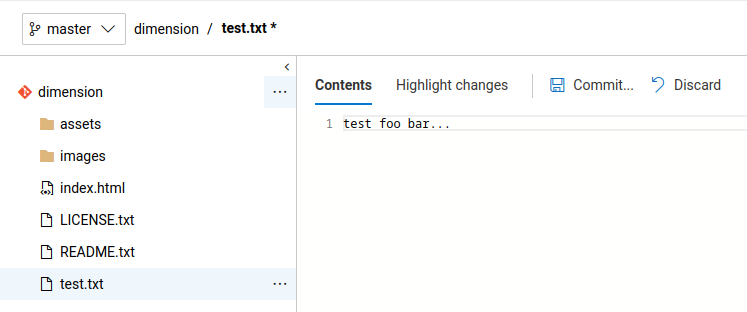 master dimension / test.txt *
dimension
assets
images
index.html
LICENSE.txt
README.txt
test.txt
Contents Highlight changes Commit... Discard
1 test foo bar...